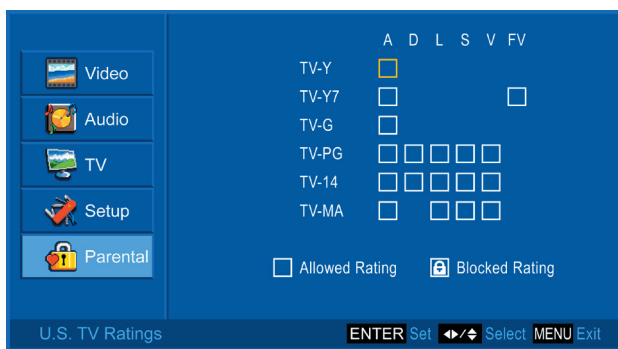 A D L S V FV
TV-Y
TV-Y7
TV-G
TV-PG
TV-14
TV-MA
Video
Audio
TV
Setup
Parental
Allowed Rating
Blocked Rating
U.S. TV Ratings
ENTER Set Select MENU Exit